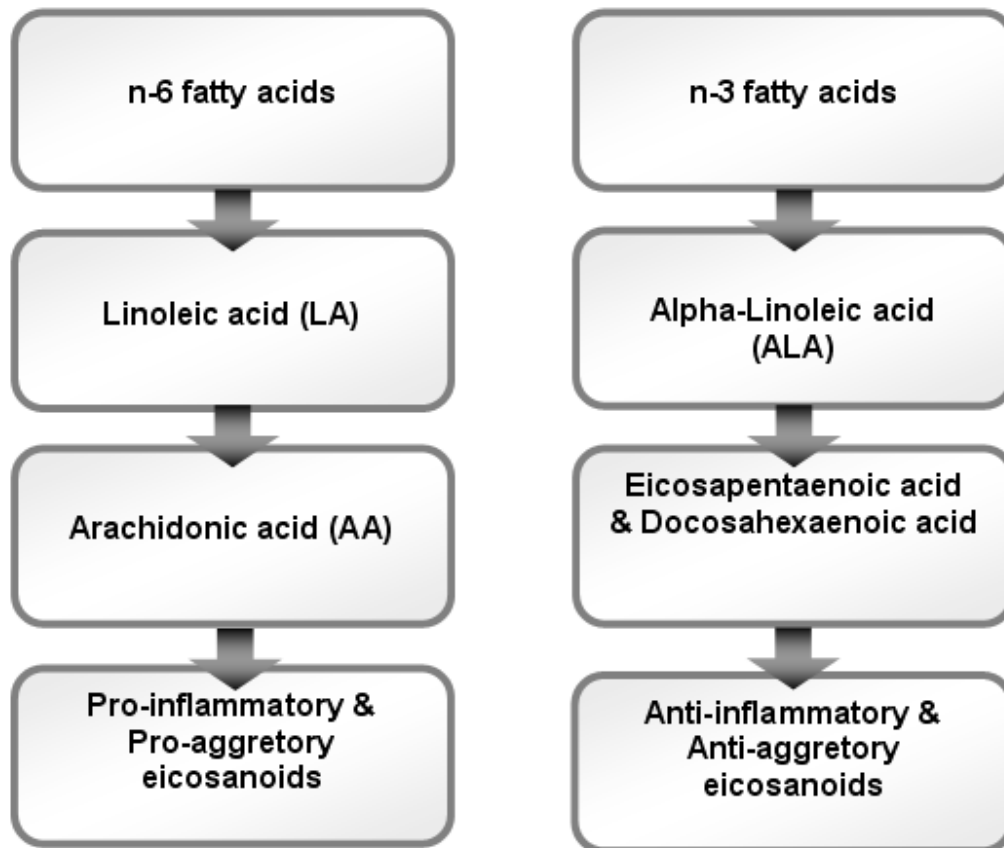 n-6 fatty acids
Linoleic acid (LA)
Arachidonic acid (AA)
Pro-inflammatory &
Pro-aggretory
eicosanoids
n-3 fatty acids
Alpha-Linoleic acid
(ALA)
Eicosapentaenoic acid
& Docosahexaenoic acid
Anti-inflammatory &
Anti-aggretory
eicosanoids